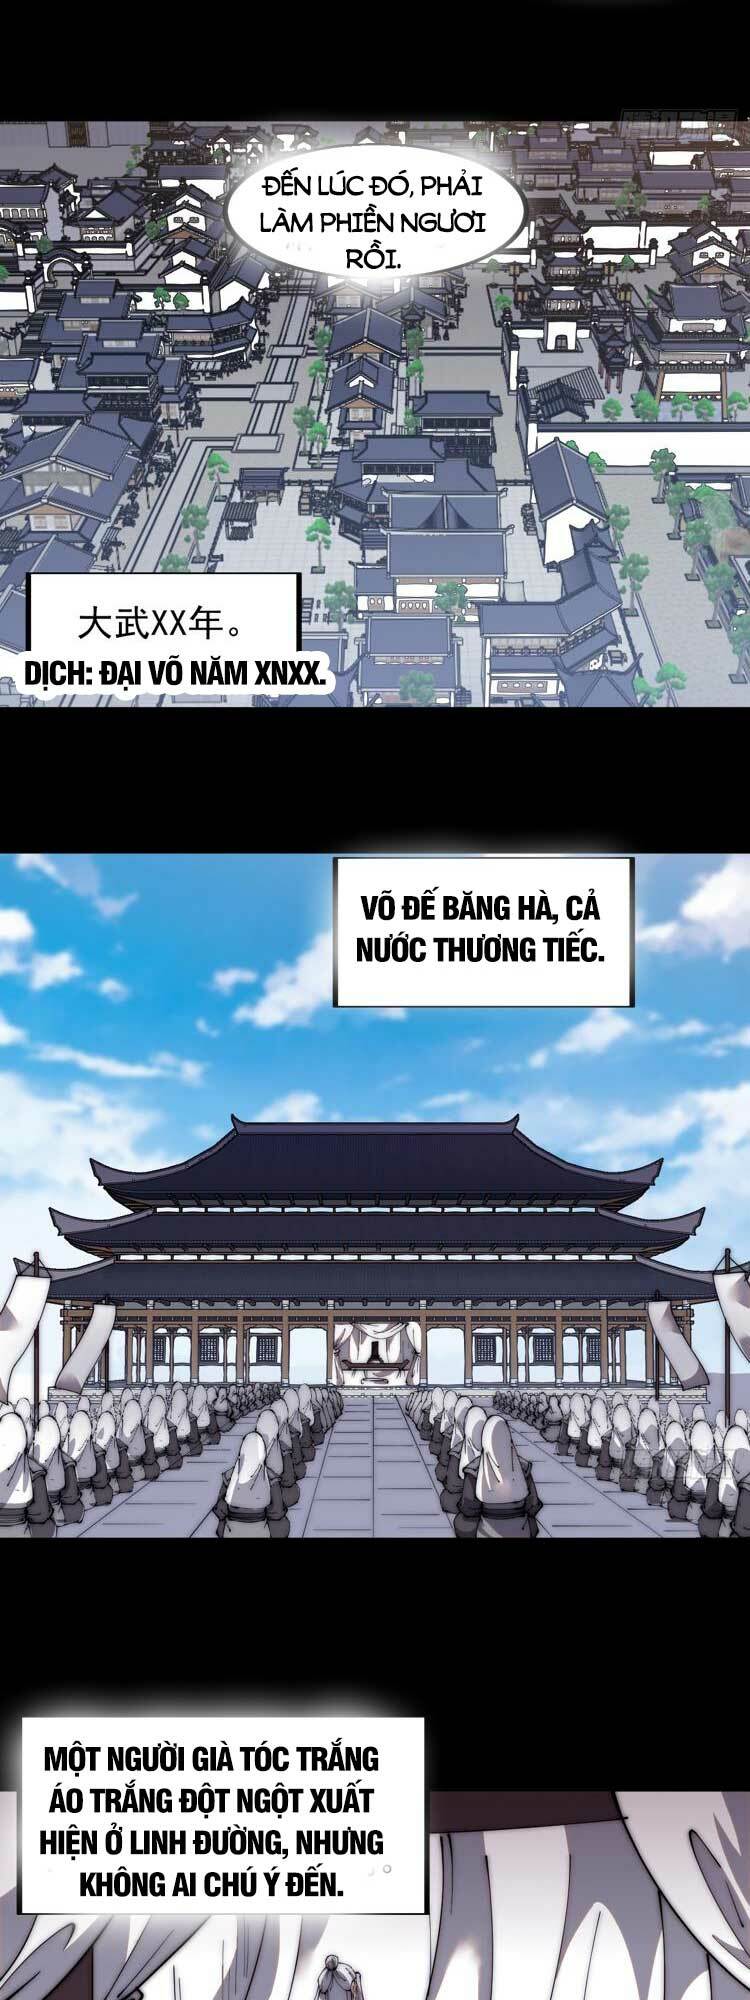 ĐẾN LÚC ĐÓ, PHẢI
LÀM PHIỀN NGƯƠI
RỒI.
大武XX年。
DỊCH: ĐẠI VÕ NĂM XNXX.
VÕ ĐẾ BĂNG HÀ, CẢ
NƯỚC THƯƠNG TIẾC.
MỘT NGƯỜI GIÀ TÓC TRẮNG
ÁO TRẮNG ĐỘT NGỘT XUẤT
HIỆN Ở LINH ĐƯỜNG, NHƯNG
KHÔNG AI CHÚ Ý ĐẾN.